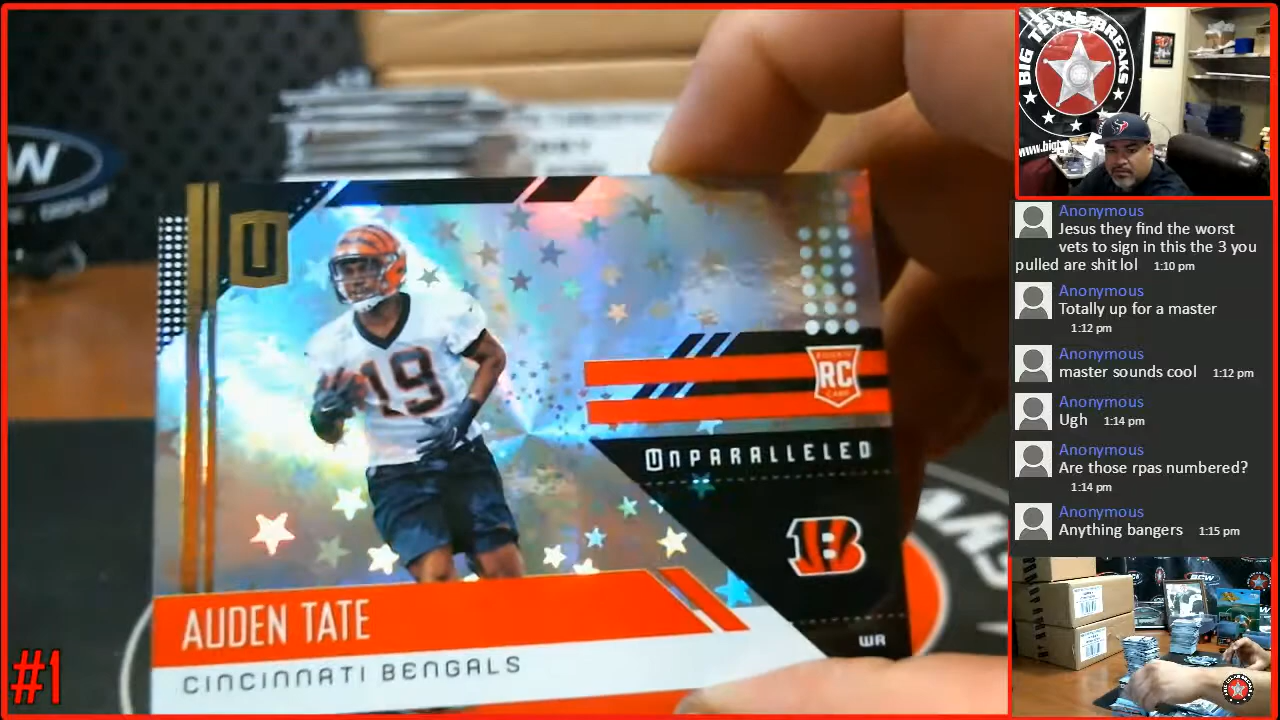 U
19
ROOKIE
RC
CARD
UNPARALLELED
B
AUDEN TATE
CINCINNATI BENGALS
WR
#1
BIG TEXAS BREAKS
www.big
Anonymous
Jesus they find the worst
vets to sign in this the 3 you
pulled are shit lol 1:10 pm
Anonymous
Totally up for a master
1:12 pm
Anonymous
master sounds cool 1:12 pm
Anonymous
Ugh 1:14 pm
Anonymous
Are those rpas numbered?
1:14 pm
Anonymous
Anything bangers 1:15 pm